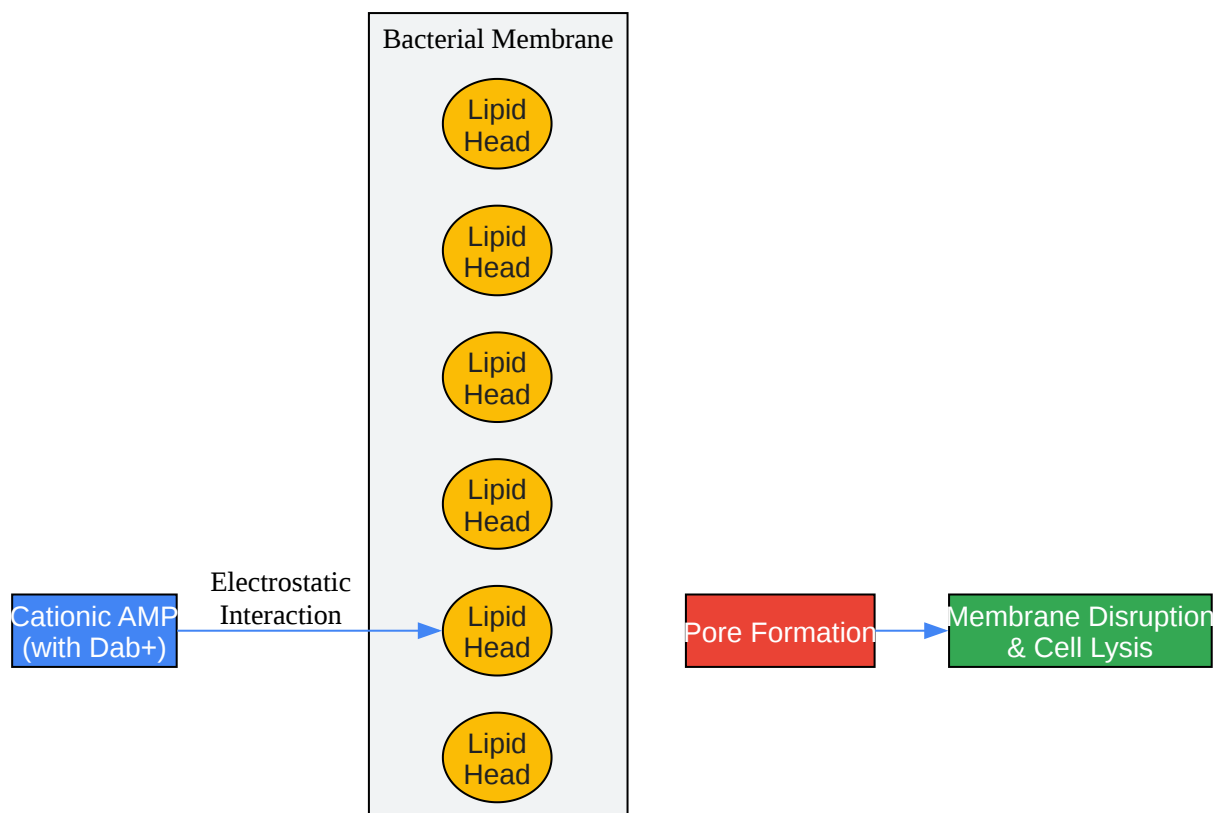 Bacterial Membrane
Lipid
Head
Lipid
Head
Lipid
Head
Lipid
Head
Electrostatic
Interaction
Cationic AMP
(with Dab+)
Lipid
Head
Pore Formation
Membrane Disruption
& Cell Lysis
Lipid
Head